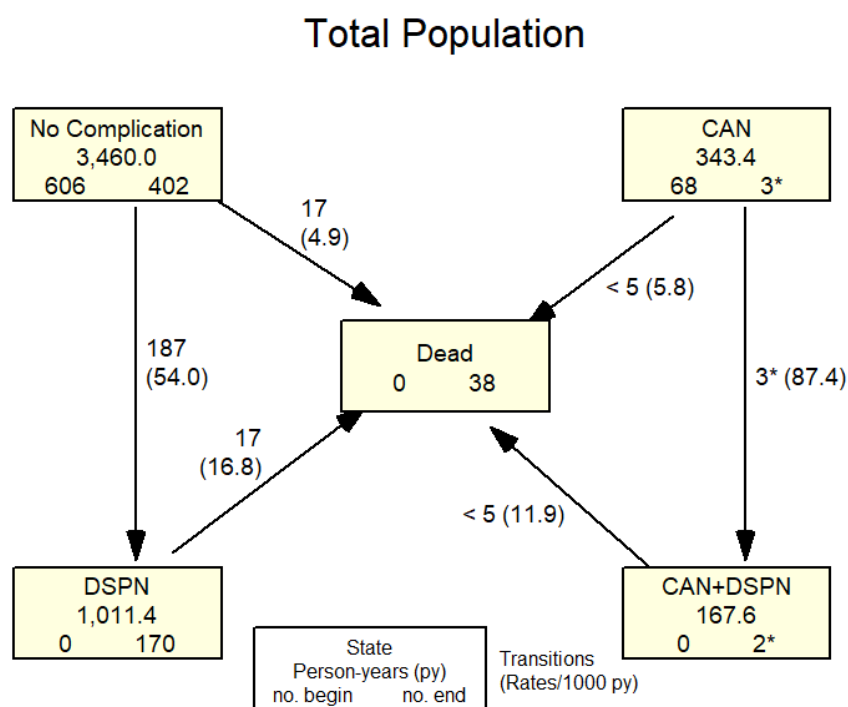 Total Population
No Complication
3,460.0
606 402
CAN
343.4
68 3*
17
(4.9)
< 5 (5.8)
Dead
0 38
187
(54.0)
3* (87.4)
17
(16.8)
< 5 (11.9)
DSPN
1,011.4
0 170
CAN+DSPN
167.6
0 2*
State
Person-years (py)
no. begin no. end
Transitions
(Rates/1000 py)